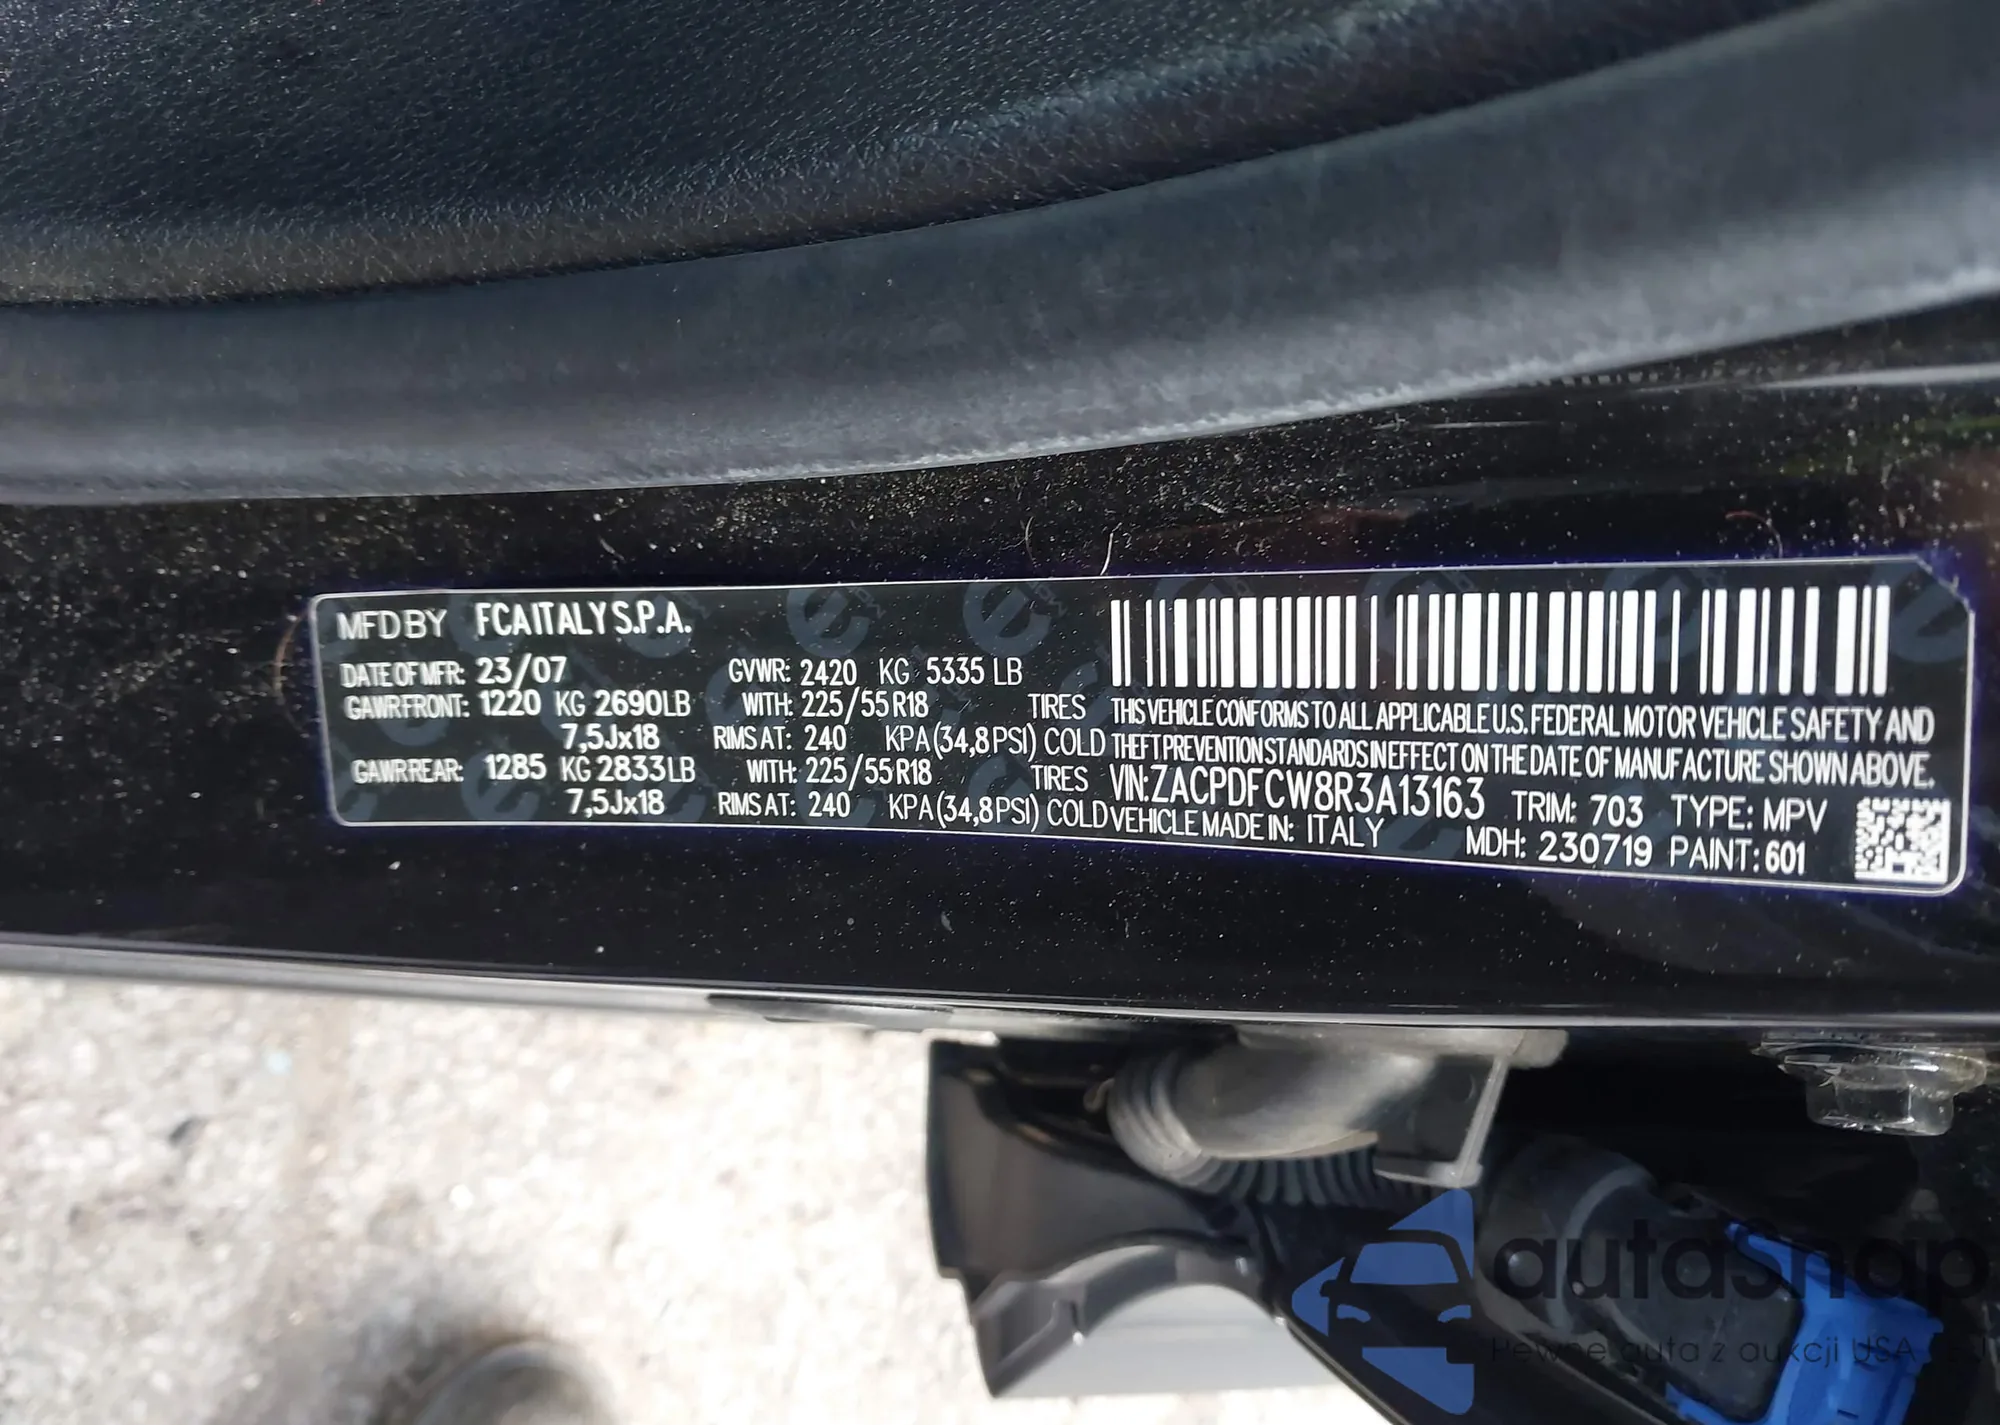 MFD BY FCA ITALY S.P.A.
DATE OF MFR: 23/07 GVWR: 2420 KG 5335 LB
GAWR FRONT: 1220 KG 2690 LB WITH: 225/55 R18 TIRES
7,5Jx18 RIMS AT: 240 KPA (34,8 PSI) COLD
GAWR REAR: 1285 KG 2833 LB WITH: 225/55 R18 TIRES
7,5Jx18 RIMS AT: 240 KPA (34,8 PSI) COLD
THIS VEHICLE CONFORMS TO ALL APPLICABLE U.S. FEDERAL MOTOR VEHICLE SAFETY AND
THEFT PREVENTION STANDARDS IN EFFECT ON THE DATE OF MANUFACTURE SHOWN ABOVE.
VIN: ZACPDFCW8R3A13163 TRIM: 703 TYPE: MPV
VEHICLE MADE IN: ITALY MDH: 230719 PAINT: 601
autaSnap
Pewne auta z aukcji USA